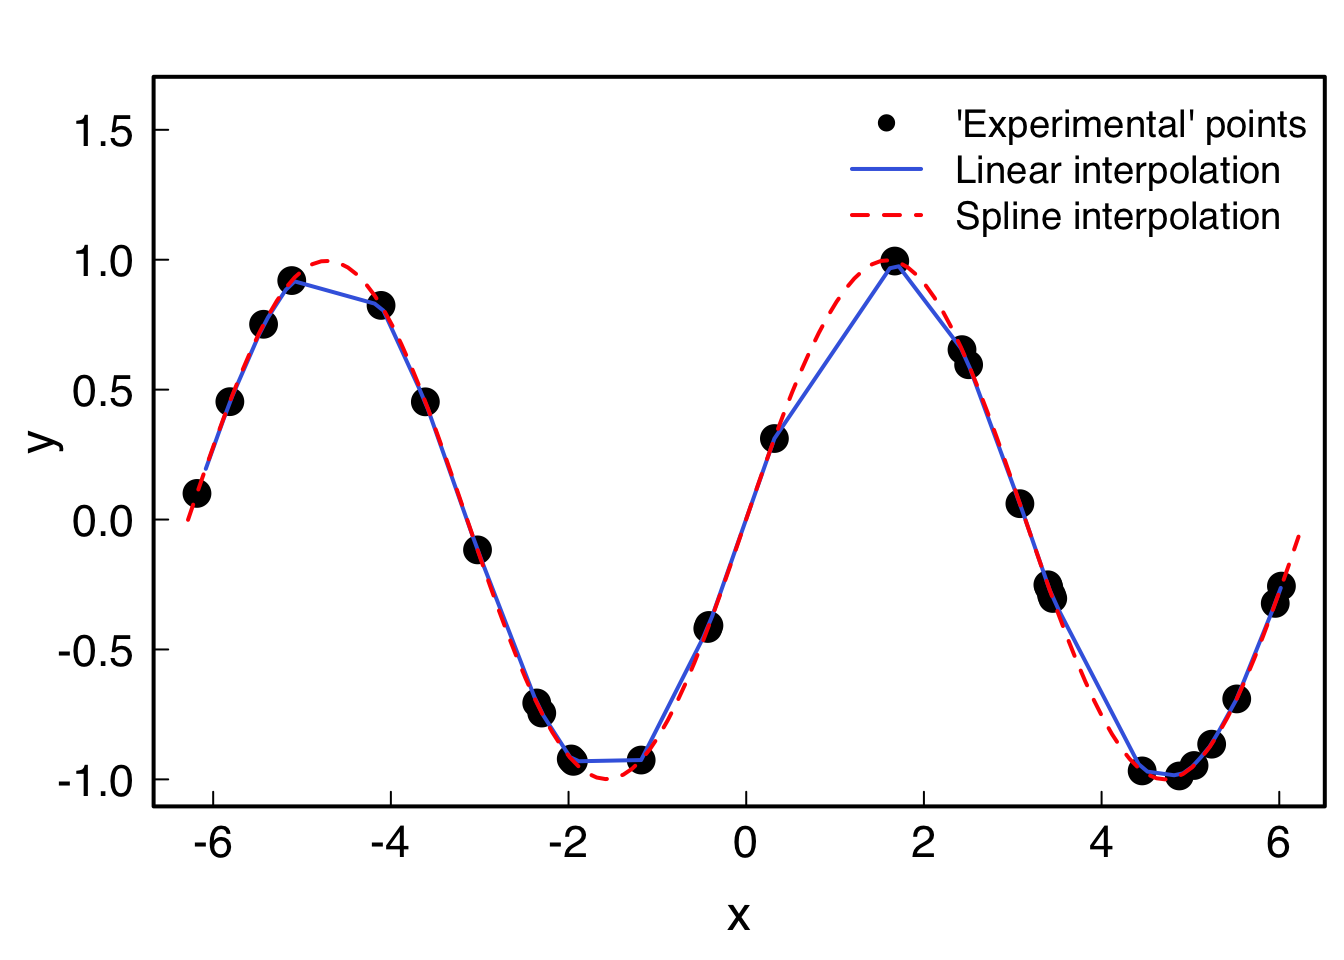 'Experimental' points
Linear interpolation
Spline interpolation
1.5
1.0
0.5
0.0
-0.5
-1.0
y
-6 -4 -2 0 2 4 6
x